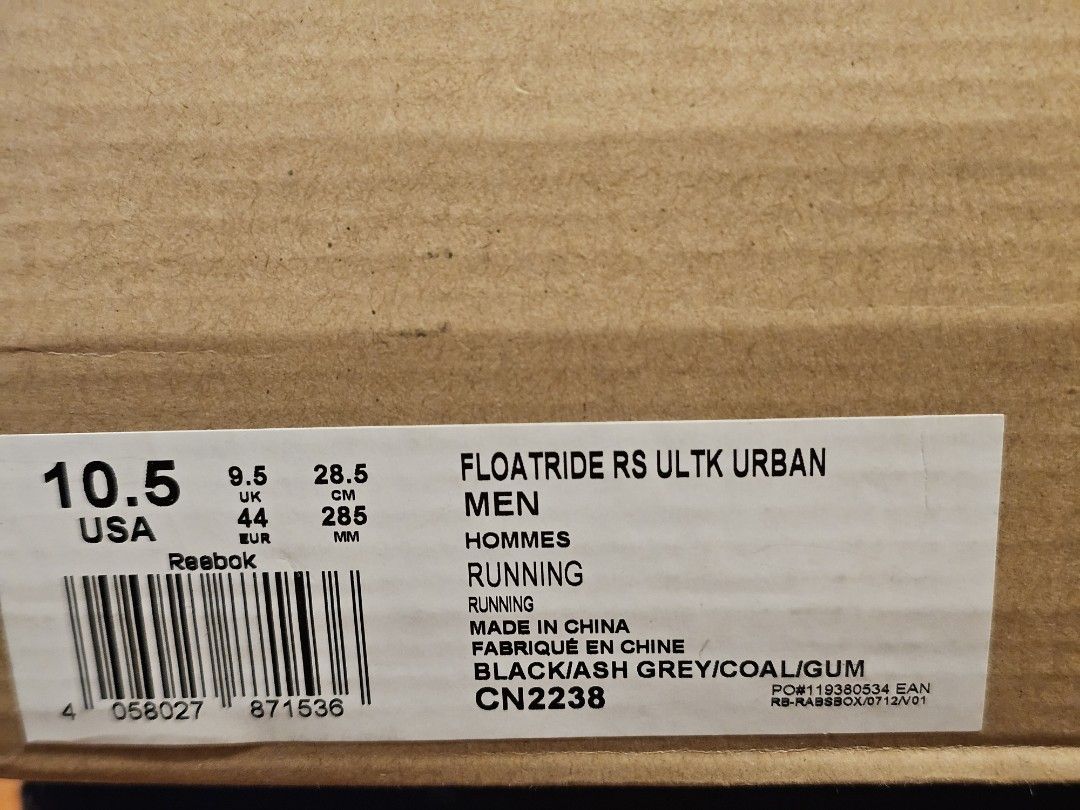 10.5
USA
9.5
UK
44
EUR
28.5
CM
285
MM
Reebok
4 058027 871536
FLOATRIDE RS ULTK URBAN
MEN
HOMMES
RUNNING
RUNNING
MADE IN CHINA
FABRIQUÉ EN CHINE
BLACK/ASH GREY/COAL/GUM
CN2238
PO#119380534 EAN
RB-RABSBOX/0712/V01